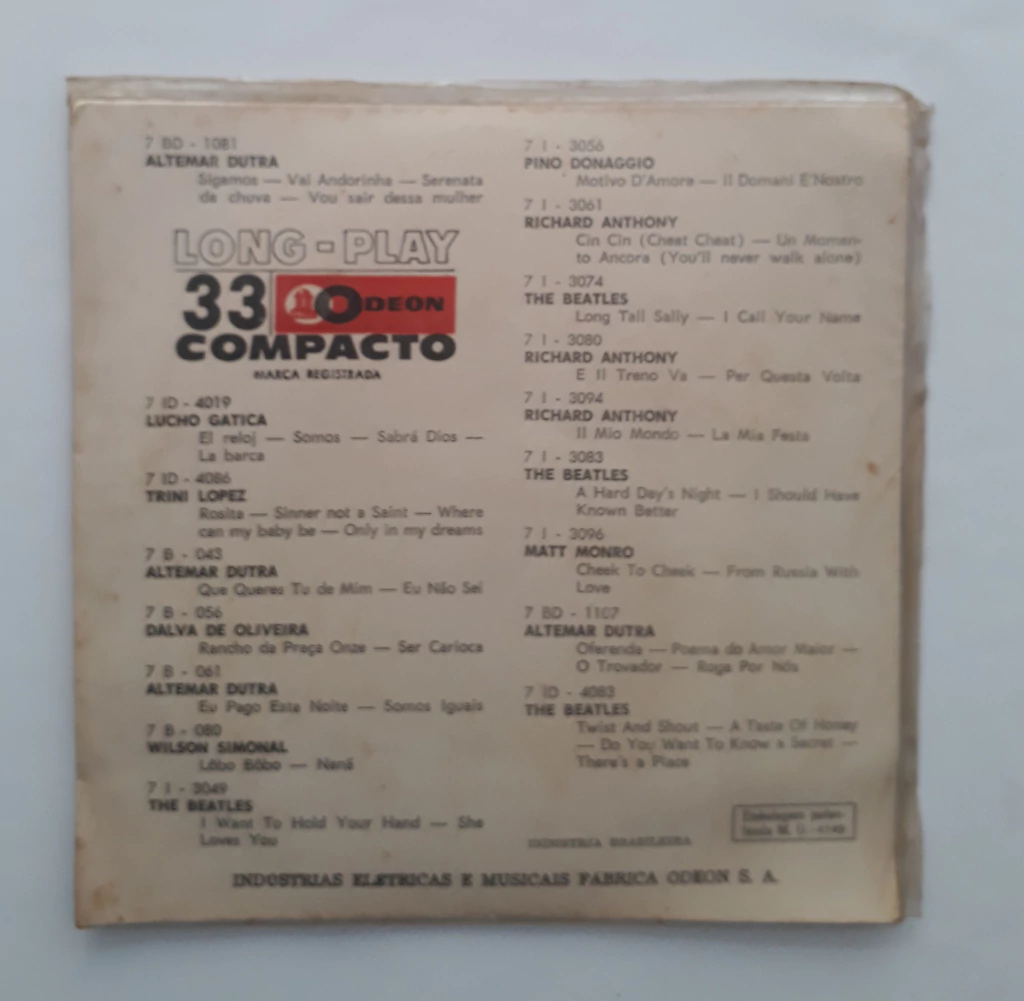 7 BD - 1081
ALTEMAR DUTRA
Sigamos — Vai Andorinha — Serenata
da chuva — Vou sair dessa mulher
LONG-PLAY
33 ODEON
COMPACTO
MARCA REGISTRADA
7 ID - 4019
LUCHO GATICA
El reloj — Somos — Sabrá Dios —
La barca
7 ID - 4086
TRINI LOPEZ
Rosita — Sinner not a Saint — Where
can my baby be — Only in my dreams
7 B - 043
ALTEMAR DUTRA
Que Queres Tu de Mim — Eu Não Sei
7 B - 056
DALVA DE OLIVEIRA
Rancho da Praça Onze — Ser Carioca
7 B - 061
ALTEMAR DUTRA
Eu Pago Esta Noite — Somos Iguais
7 B - 080
WILSON SIMONAL
Lôbo Bôbo — Nanã
7 I - 3049
THE BEATLES
I Want To Hold Your Hand — She
Loves You
7 I - 3056
PINO DONAGGIO
Motivo D'Amore — Il Domani E'Nostro
7 I - 3061
RICHARD ANTHONY
Cin Cin (Cheat Cheat) — Un Momen-
to Ancora (You'll never walk alone)
7 I - 3074
THE BEATLES
Long Tall Sally — I Call Your Name
7 I - 3080
RICHARD ANTHONY
E Il Treno Va — Per Questa Volta
7 I - 3094
RICHARD ANTHONY
Il Mio Mondo — La Mia Festa
7 I - 3083
THE BEATLES
A Hard Day's Night — I Should Have
Known Better
7 I - 3096
MATT MONRO
Cheek To Cheek — From Russia With
Love
7 BD - 1107
ALTEMAR DUTRA
Oferenda — Poema do Amor Maior —
O Trovador — Roga Por Nós
7 ID - 4083
THE BEATLES
Twist And Shout — A Taste Of Honey
— Do You Want To Know a Secret —
There's a Place
Embalagem paten-
teada M. U.
INDUSTRIA BRASILEIRA
INDUSTRIAS ELETRICAS E MUSICAIS FABRICA ODEON S. A.